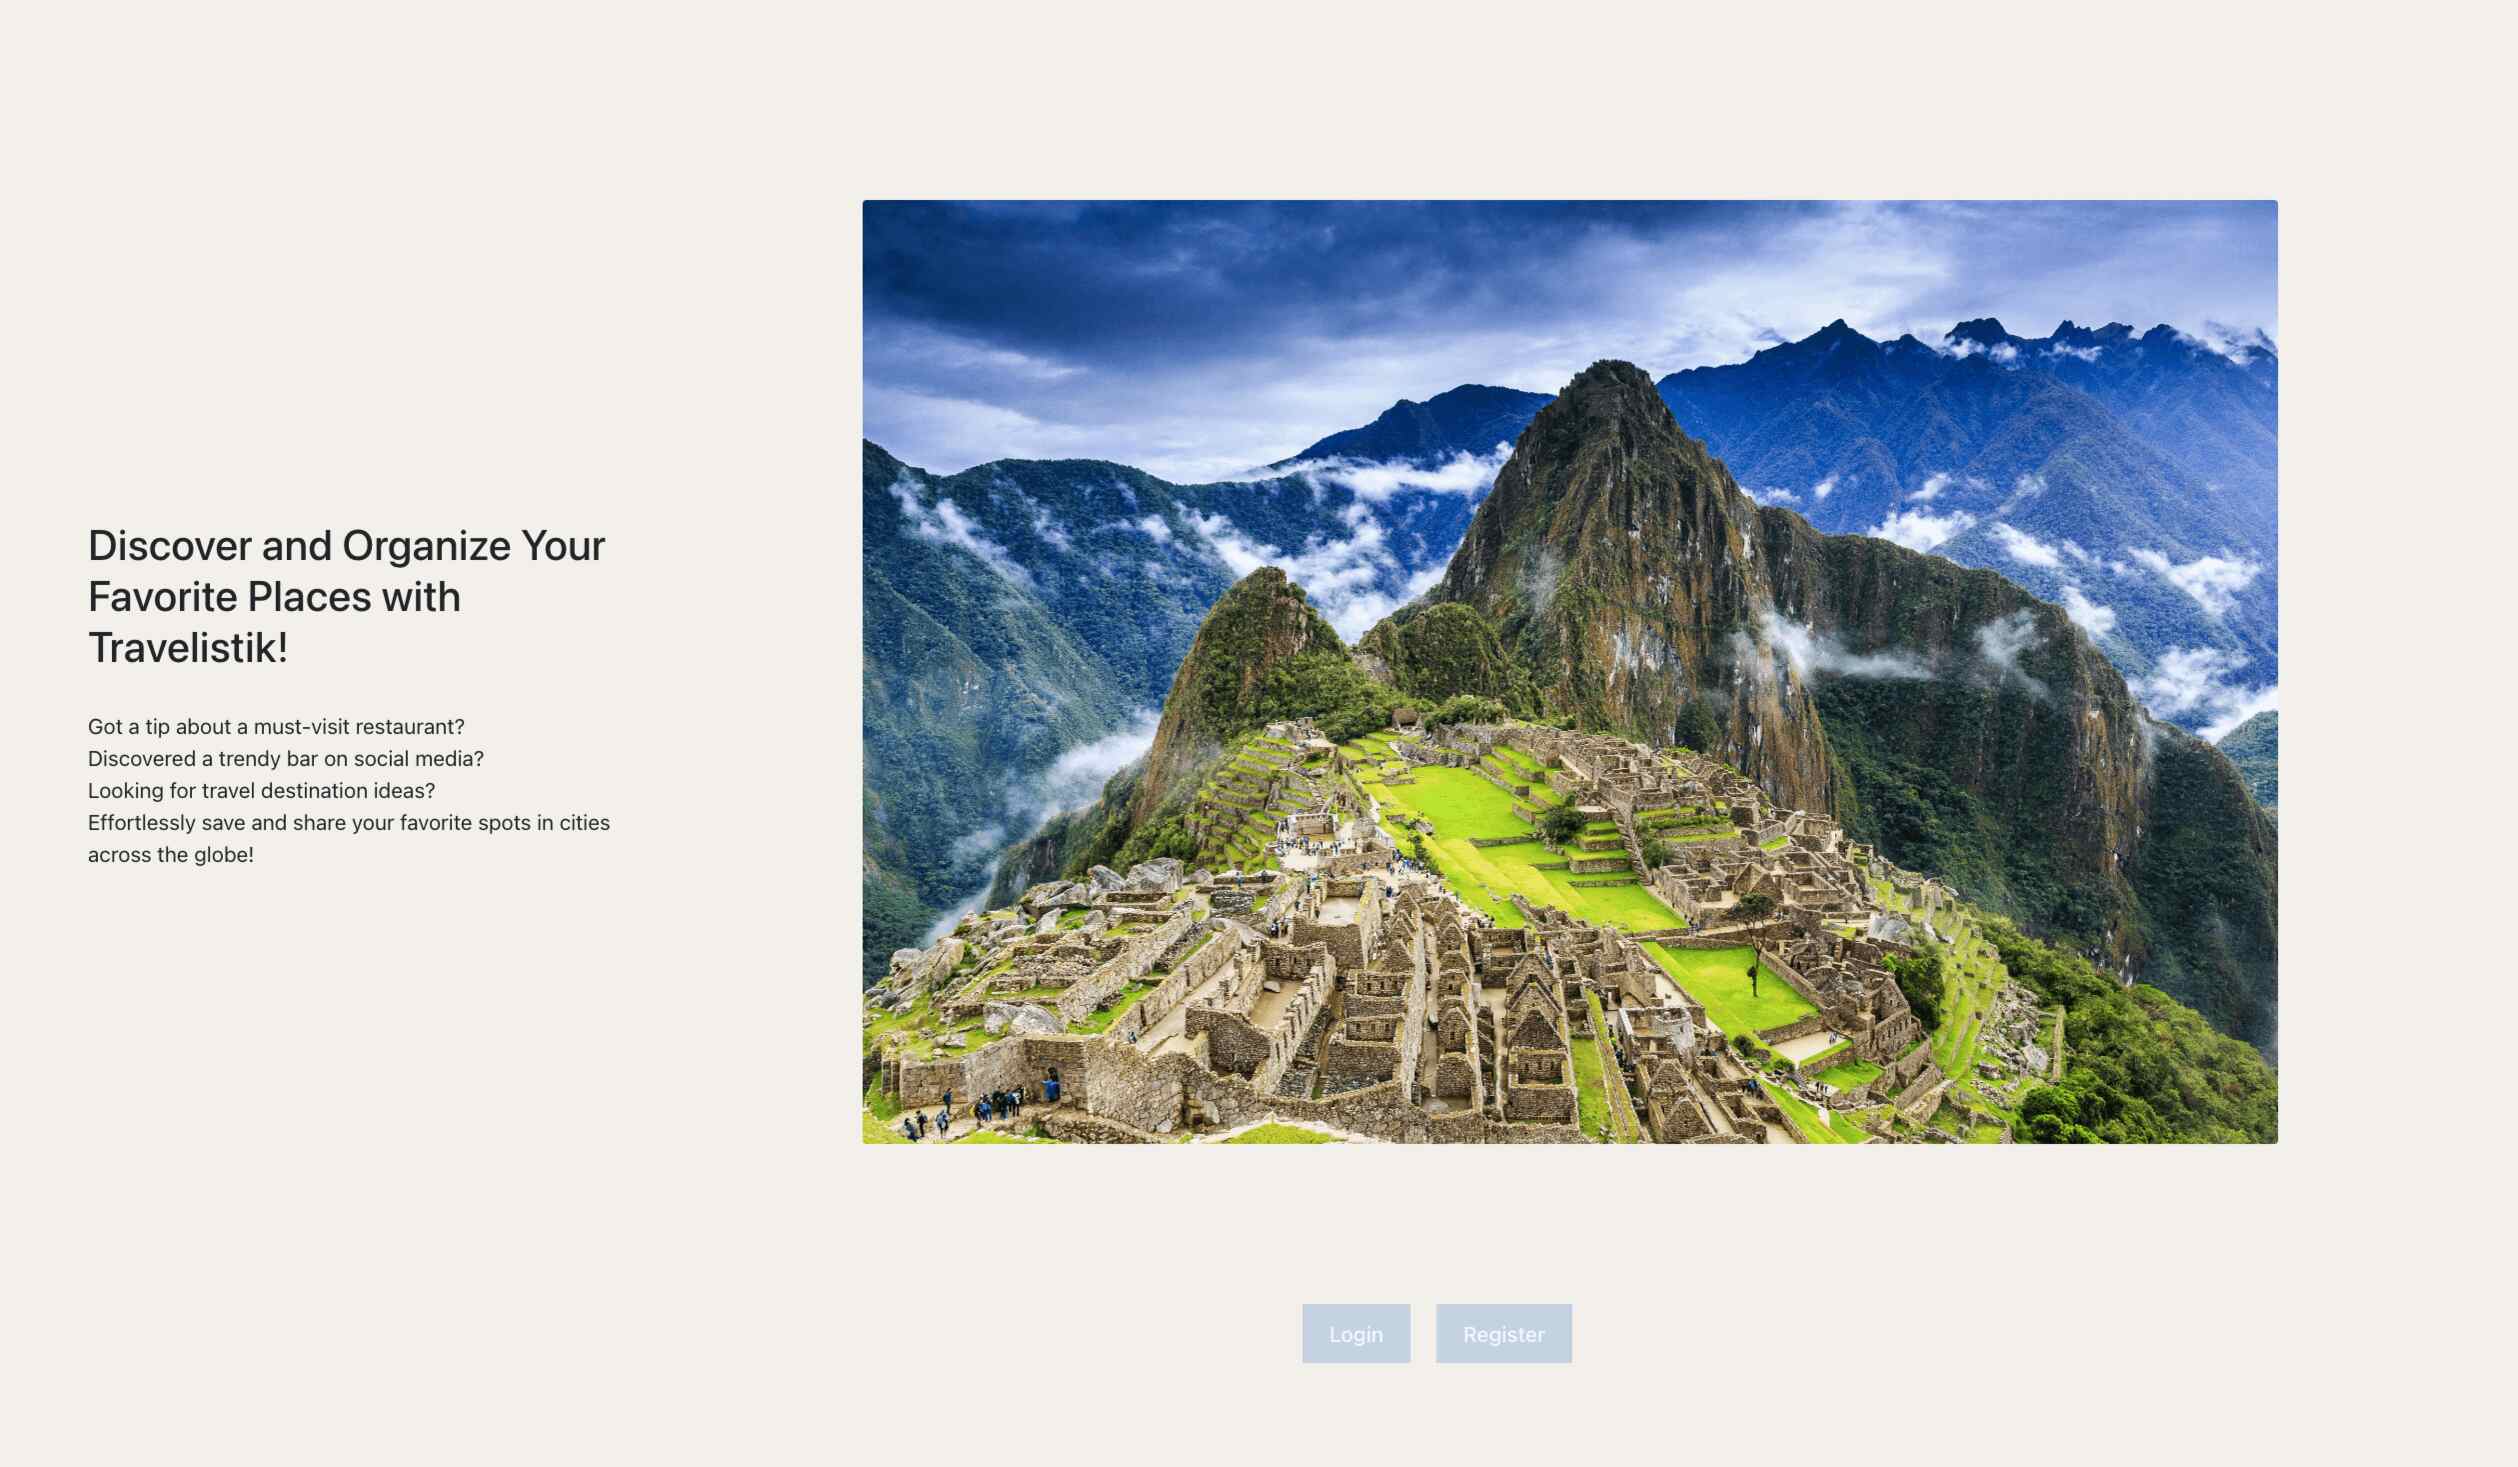 Discover and Organize Your
Favorite Places with
Travelistik!
Got a tip about a must-visit restaurant?
Discovered a trendy bar on social media?
Looking for travel destination ideas?
Effortlessly save and share your favorite spots in cities
across the globe!
Login
Register